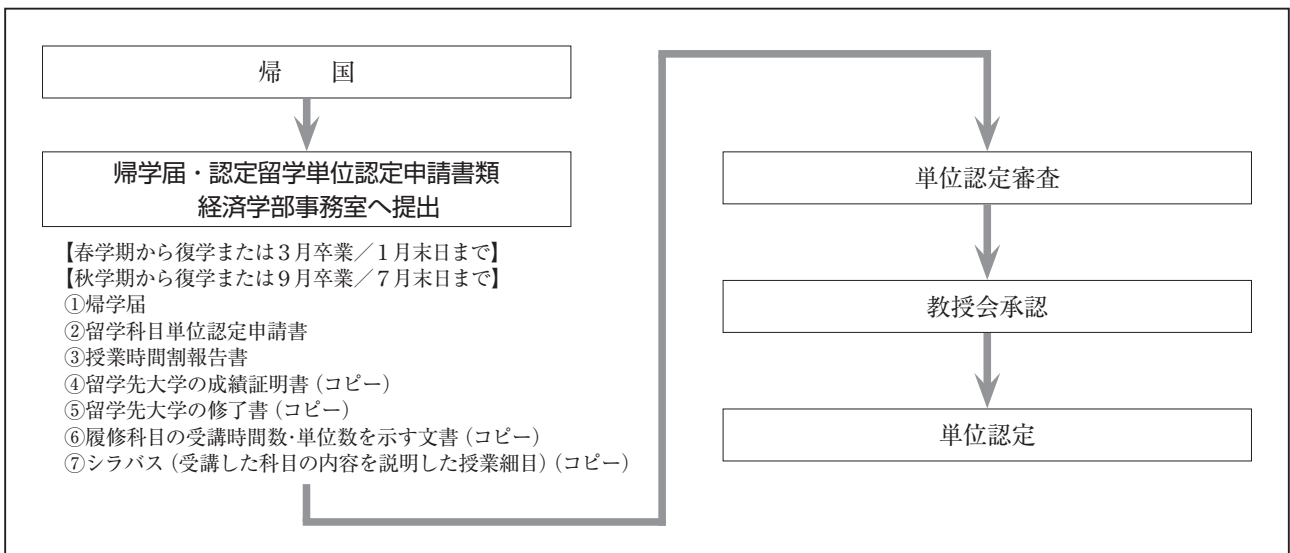 帰　　国
帰学届・認定留学単位認定申請書類
経済学部事務室へ提出
【春学期から復学または３月卒業／１月末日まで】
【秋学期から復学または９月卒業／７月末日まで】
①帰学届
②留学科目単位認定申請書
③授業時間割報告書
④留学先大学の成績証明書（コピー）
⑤留学先大学の修了書（コピー）
⑥履修科目の受講時間数･単位数を示す文書（コピー）
⑦シラバス（受講した科目の内容を説明した授業細目）（コピー）
単位認定審査
教授会承認
単位認定